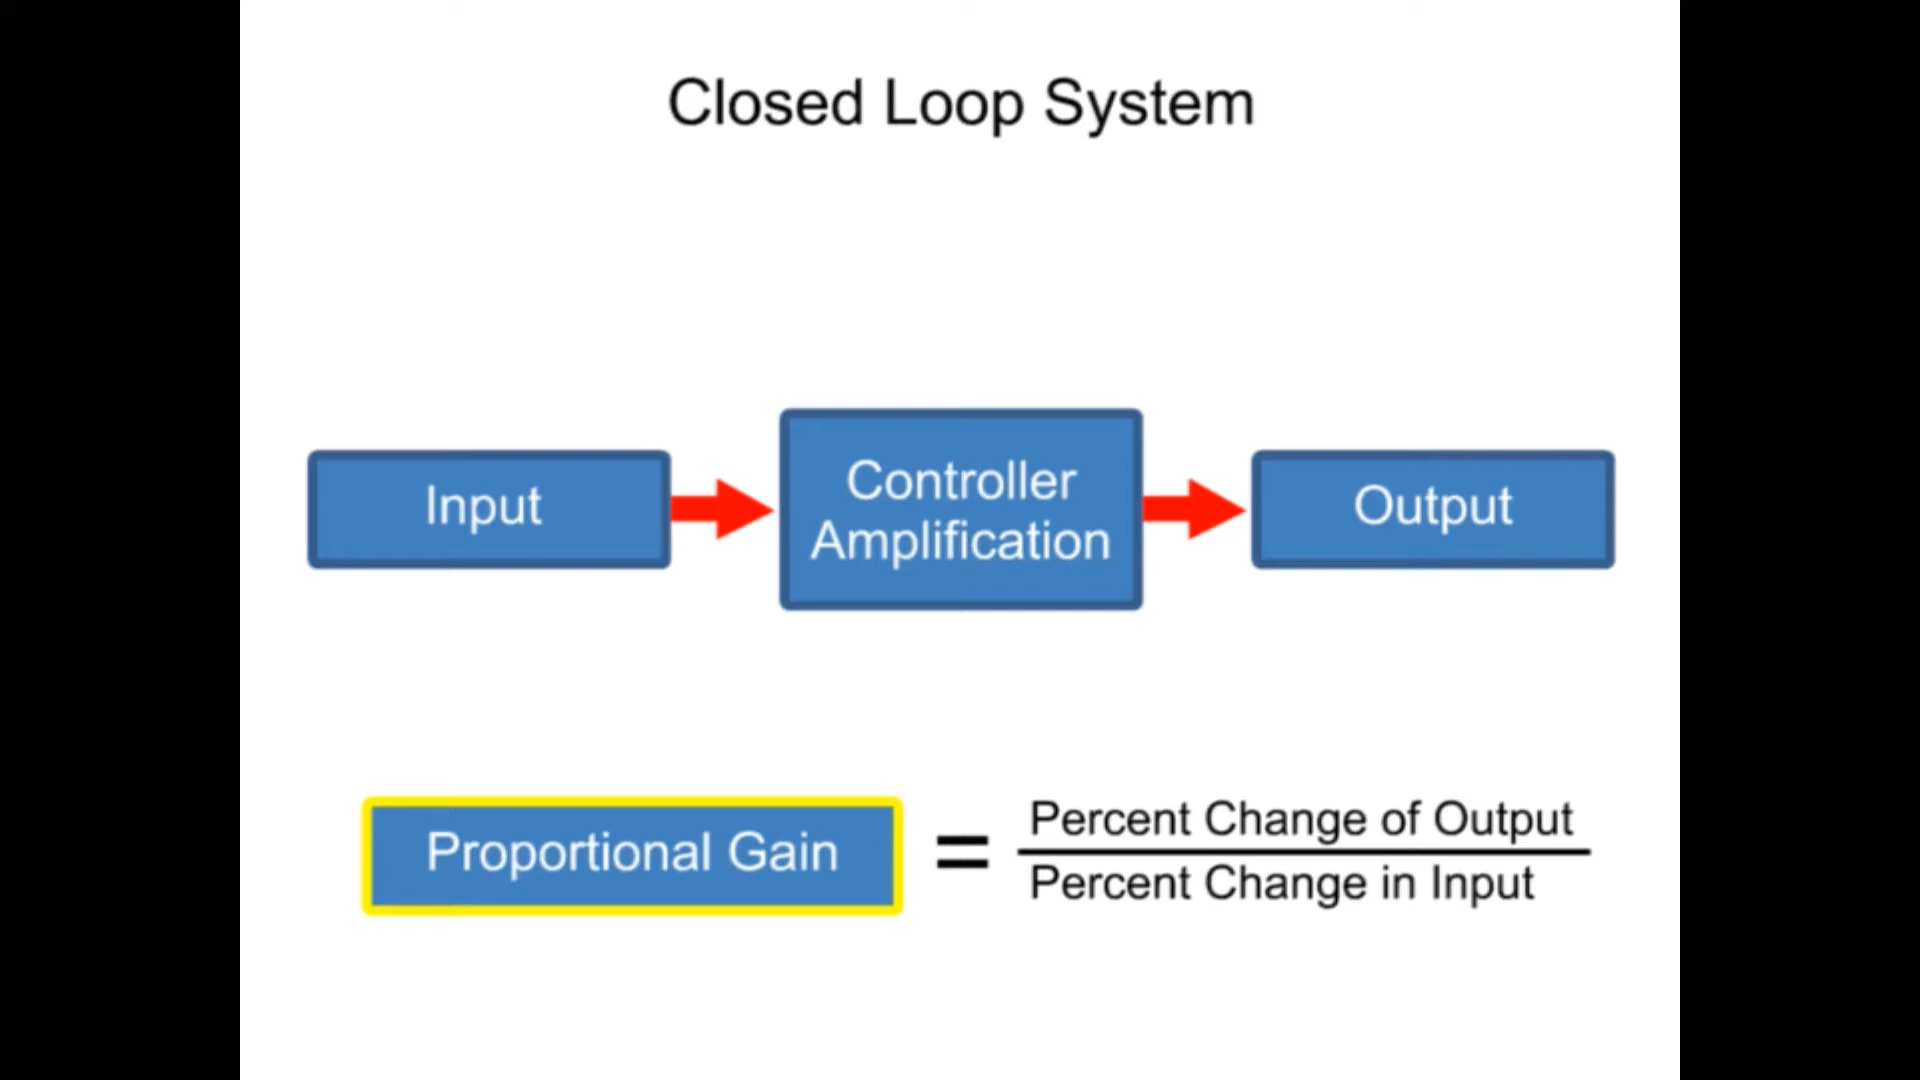 Closed Loop System
Input
Controller
Amplification
Output
Proportional Gain
=
Percent Change of Output
Percent Change in Input